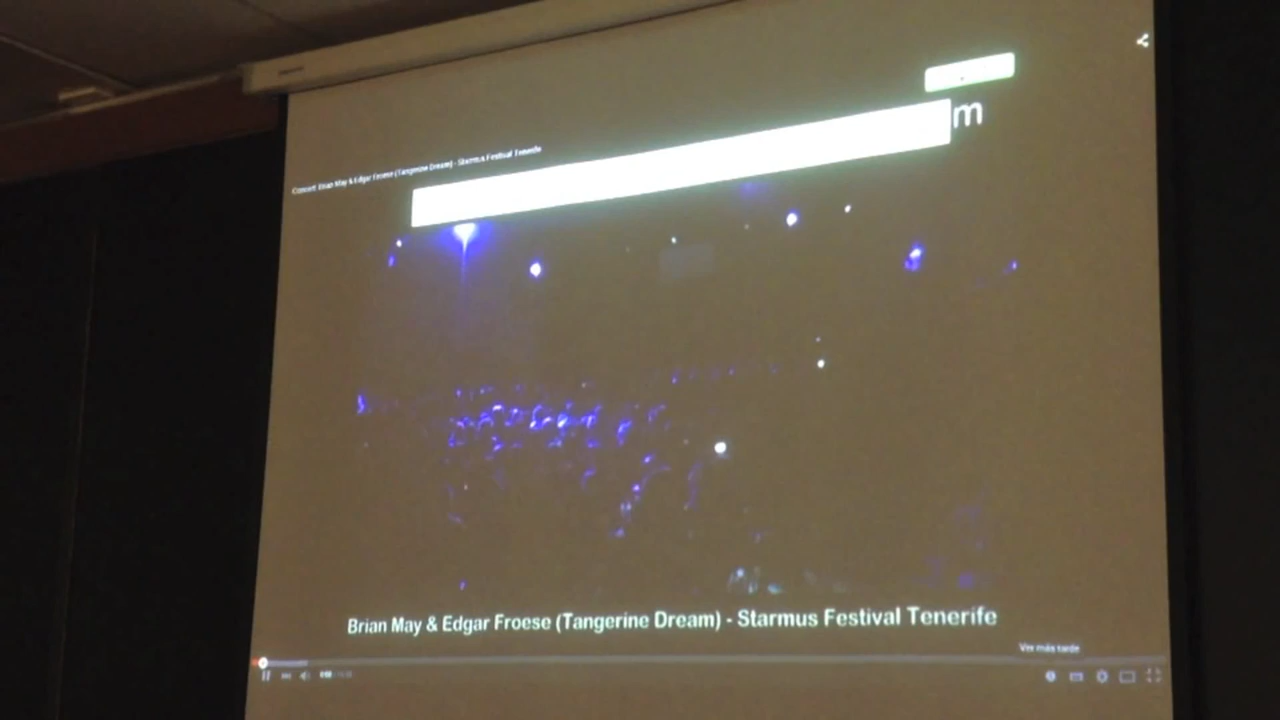 Concert Brian May & Edgar Froese (Tangerine Dream) - Starmus Festival Tenerife
m
Brian May & Edgar Froese (Tangerine Dream) - Starmus Festival Tenerife
Ver más tarde